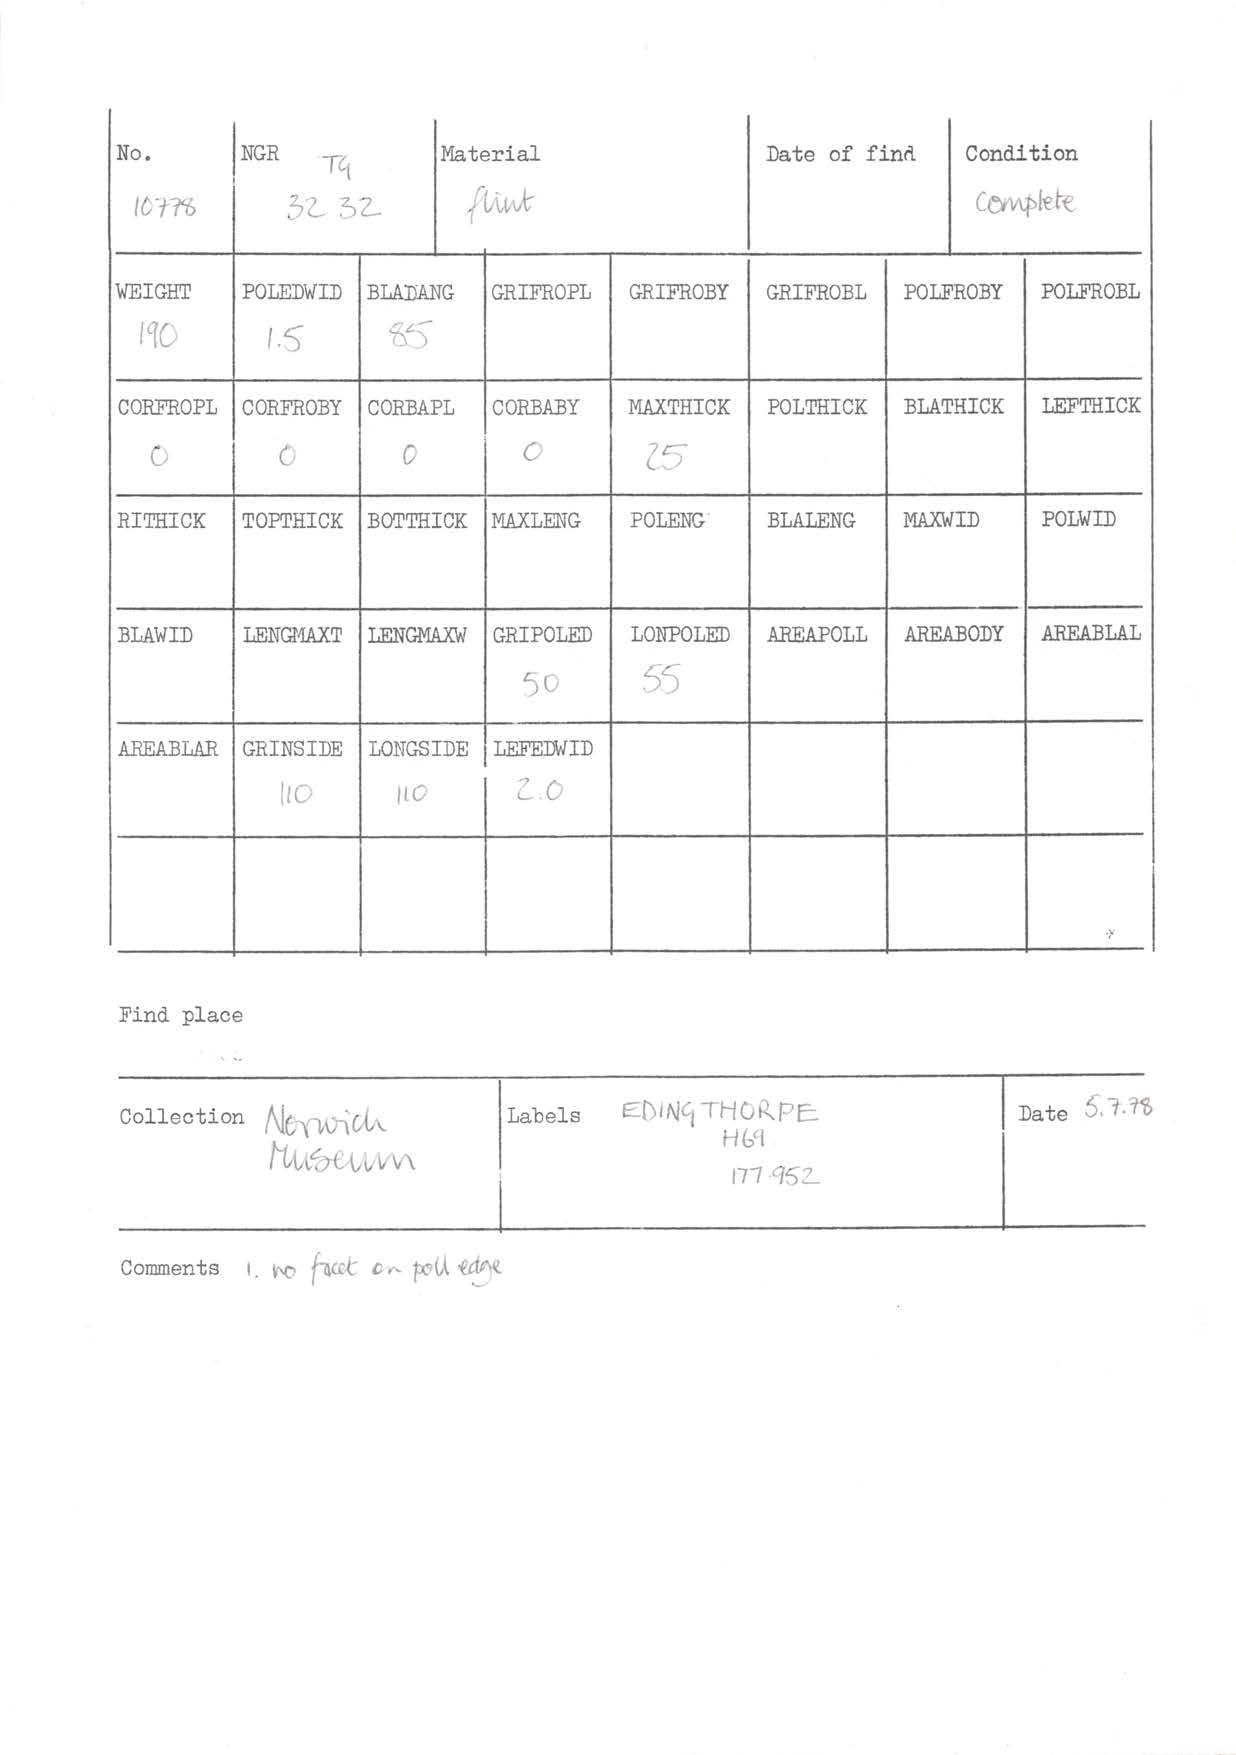 No. NGR TG Material Date of find Condition
10778 32 32 flint complete
WEIGHT POLEDWID BLADANG GRIFROPL GRIFROBY GRIFROBL POLFROBY POLFROBL
190 1.5 85
CORFROPL CORFROBY CORBAPL CORBABY MAXTHICK POLTHICK BLATHICK LEFTHICK
0 0 0 0 25
RITHICK TOPTHICK BOTTHICK MAXLENG POLENG BLALENG MAXWID POLWID
BLAWID LENGMAXT LENGMAXW GRIPOLED LONPOLED AREAPOLL AREABODY AREABLAL
50 55
AREABLAR GRINSIDE LONGSIDE LEFEDWID
110 110 2.0
Find place
Collection Norwich Labels EDINGTHORPE Date 5.7.78
Museum H69
177.952
Comments 1. no facet on poll edge